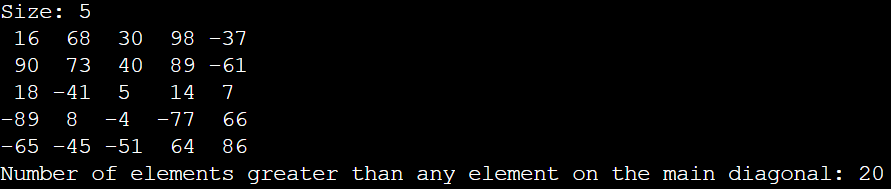 Size: 5
16 68 30 98 -37
90 73 40 89 -61
18 -41 5 14 7
-89 8 -4 -77 66
-65 -45 -51 64 86
Number of elements greater than any element on the main diagonal: 20